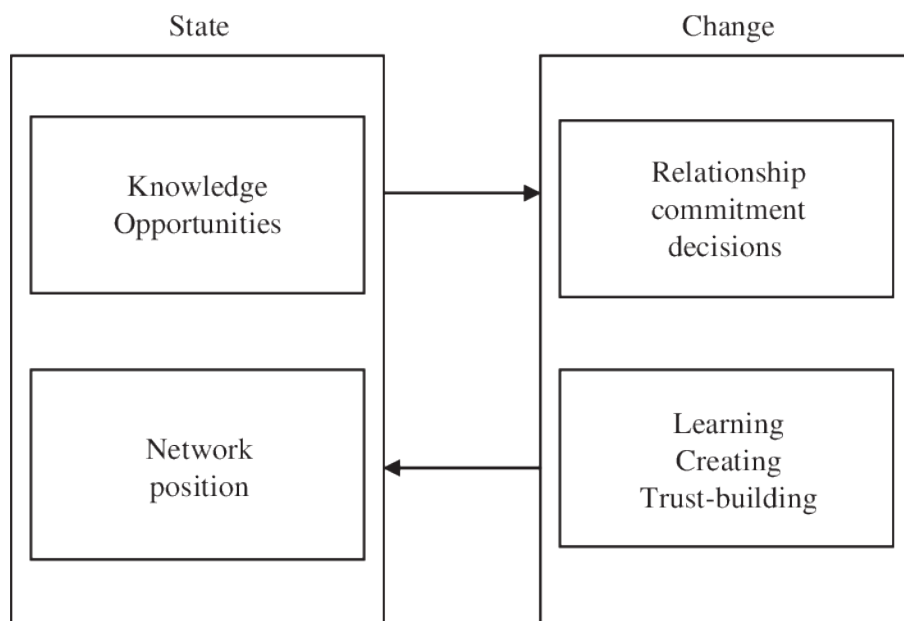 State
Knowledge
Opportunities
Network
position
Change
Relationship
commitment
decisions
Learning
Creating
Trust-building